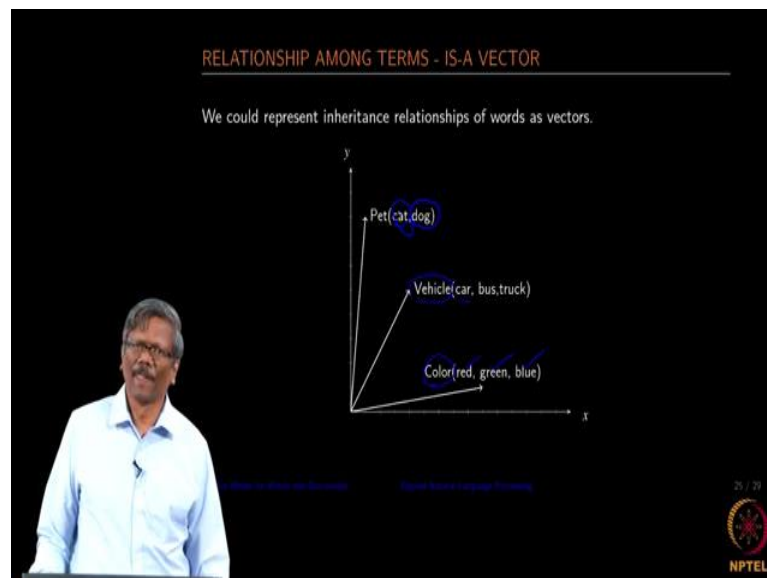 RELATIONSHIP AMONG TERMS - IS-A VECTOR
We could represent inheritance relationships of words as vectors.
y
Pet(cat,dog)
Vehicle(car, bus,truck)
Color(red, green, blue)
x
25 / 29
NPTEL